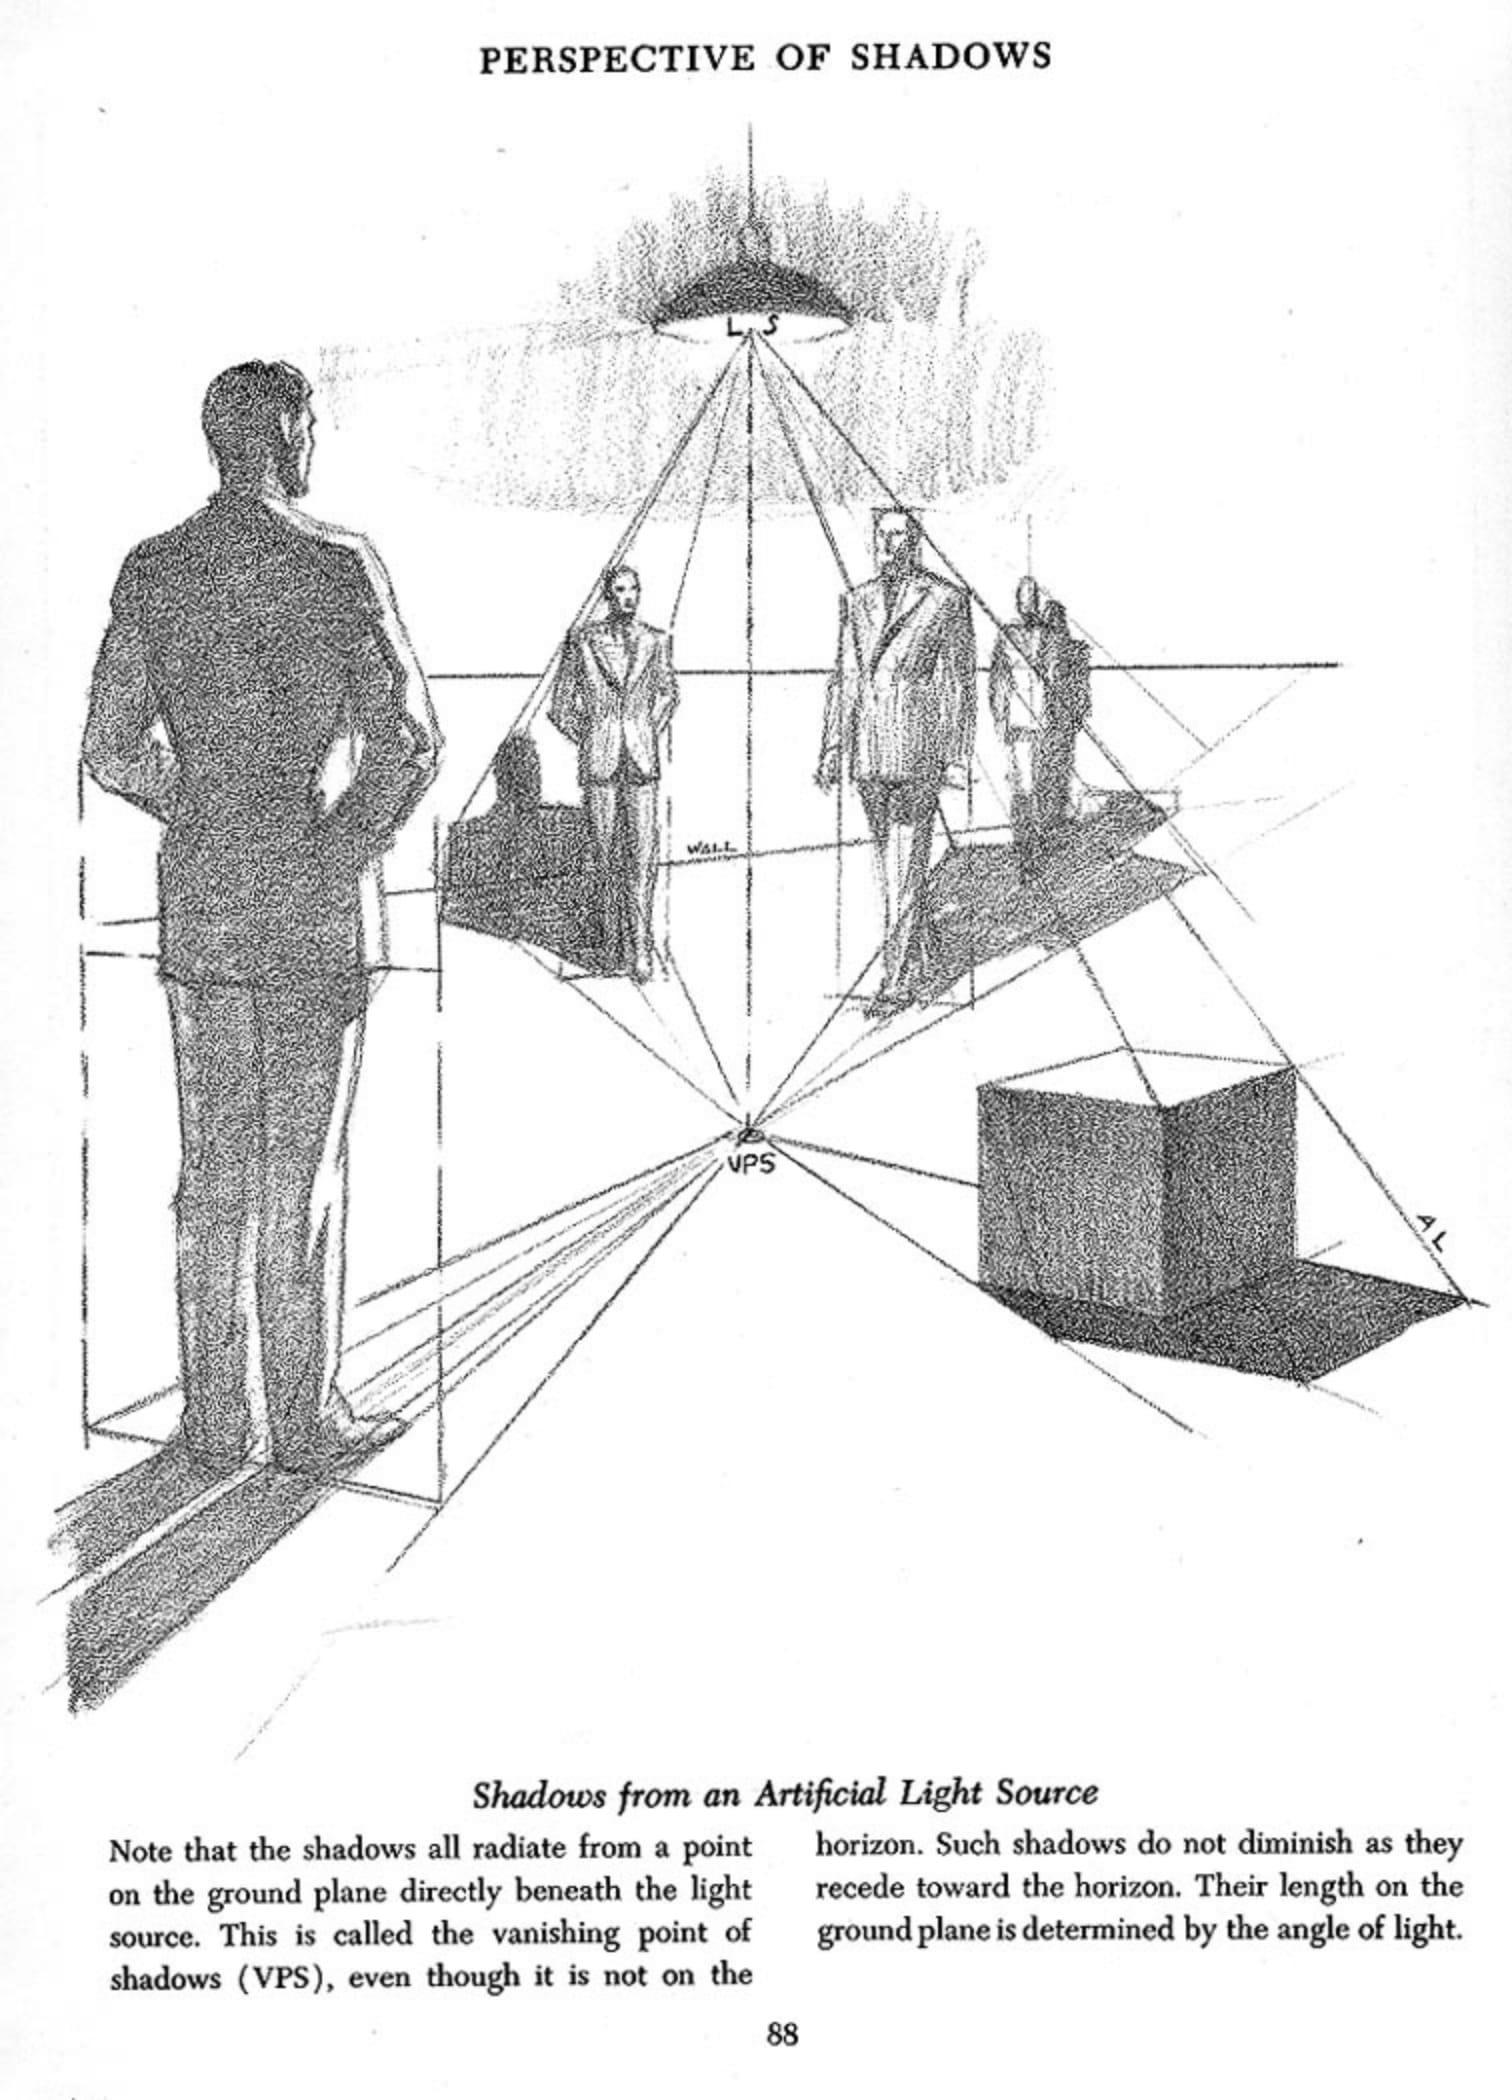 PERSPECTIVE OF SHADOWS
L S
WALL
VPS
A L
Shadows from an Artificial Light Source
Note that the shadows all radiate from a point
on the ground plane directly beneath the light
source. This is called the vanishing point of
shadows (VPS), even though it is not on the
horizon. Such shadows do not diminish as they
recede toward the horizon. Their length on the
ground plane is determined by the angle of light.
88